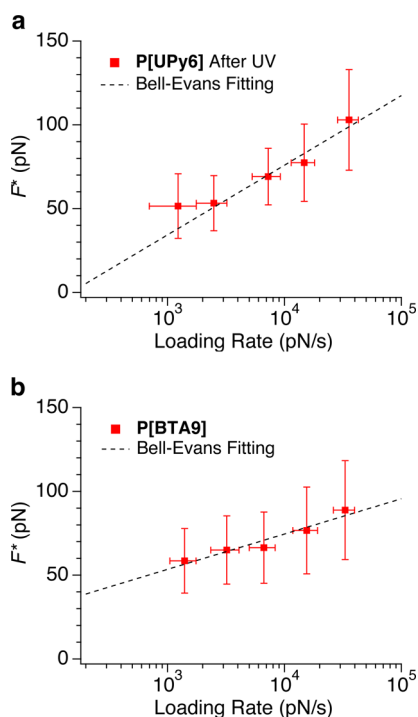 a
P[UPy6] After UV
Bell-Evans Fitting
150
100
50
0
F* (pN)
10³ 10⁴ 10⁵
Loading Rate (pN/s)
b
P[BTA9]
Bell-Evans Fitting
150
100
50
0
F* (pN)
10³ 10⁴ 10⁵
Loading Rate (pN/s)